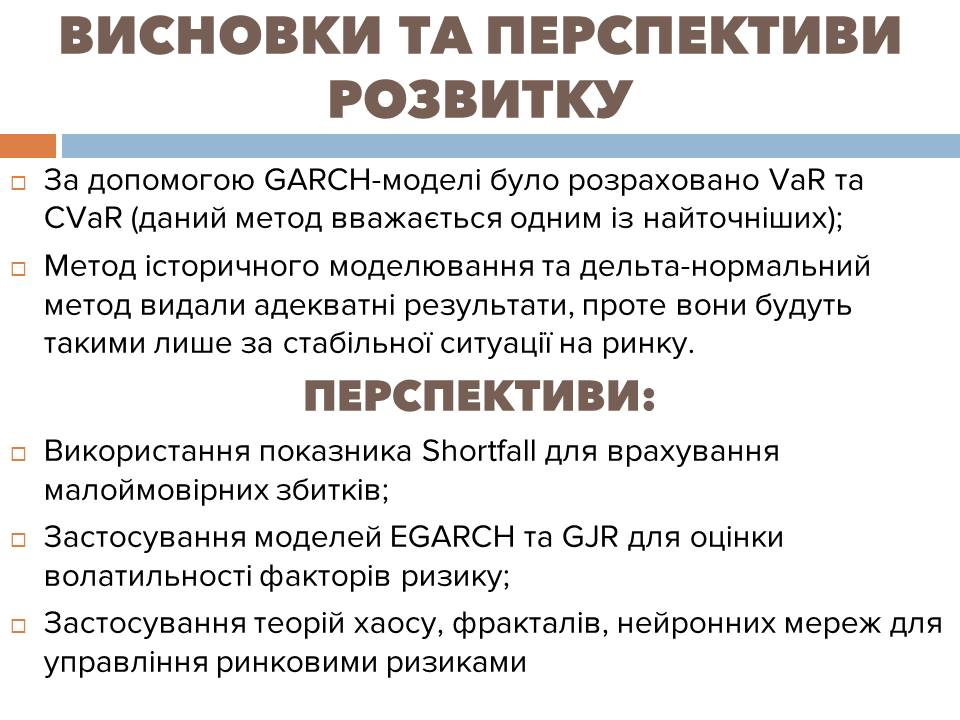 ВИСНОВКИ ТА ПЕРСПЕКТИВИ
РОЗВИТКУ
За допомогою GARCH-моделі було розраховано VaR та
CVaR (даний метод вважається одним із найточніших);
Метод історичного моделювання та дельта-нормальний
метод видали адекватні результати, проте вони будуть
такими лише за стабільної ситуації на ринку.
ПЕРСПЕКТИВИ:
Використання показника Shortfall для врахування
малоймовірних збитків;
Застосування моделей EGARCH та GJR для оцінки
волатильності факторів ризику;
Застосування теорій хаосу, фракталів, нейронних мереж для
управління ринковими ризиками